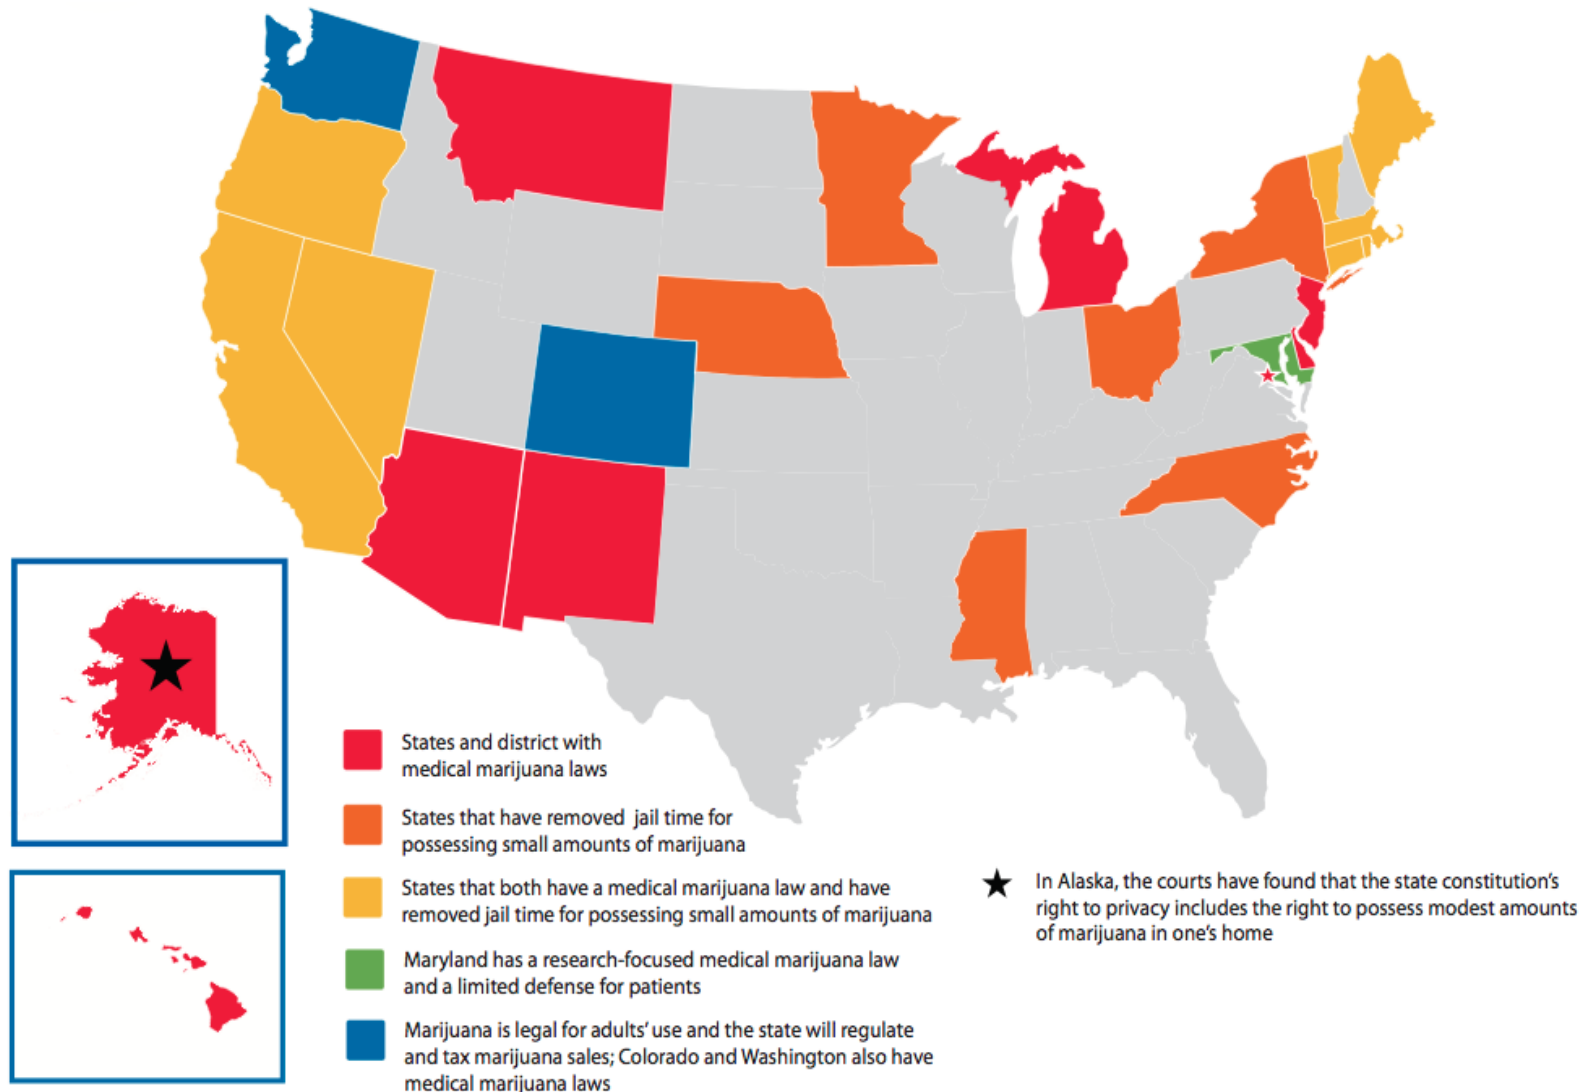 States and district with
medical marijuana laws
States that have removed jail time for
possessing small amounts of marijuana
States that both have a medical marijuana law and have
removed jail time for possessing small amounts of marijuana
Maryland has a research-focused medical marijuana law
and a limited defense for patients
Marijuana is legal for adults’ use and the state will regulate
and tax marijuana sales; Colorado and Washington also have
medical marijuana laws
In Alaska, the courts have found that the state constitution’s
right to privacy includes the right to possess modest amounts
of marijuana in one’s home